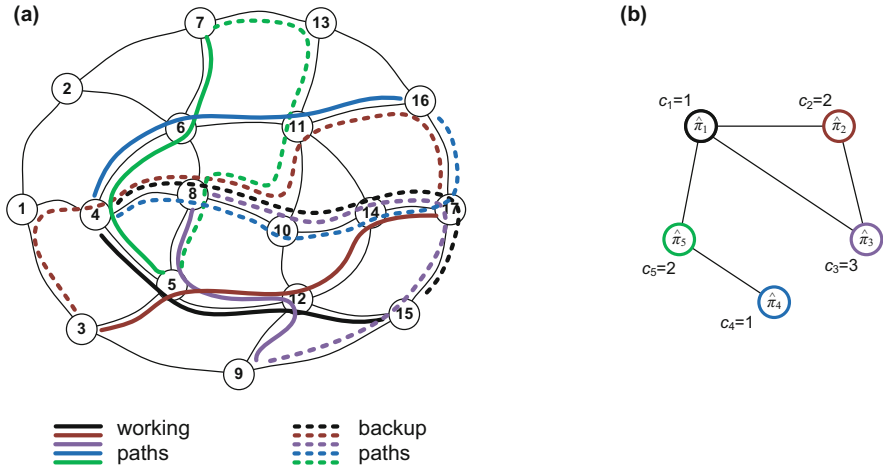 (a)
(b)
7
13
2
16
6
11
1
4
8
10
14
17
5
12
15
3
9
c₁=1
π̂₁
c₂=2
π̂₂
π̂₅
c₅=2
π̂₃
c₃=3
π̂₄
c₄=1
working
paths
backup
paths